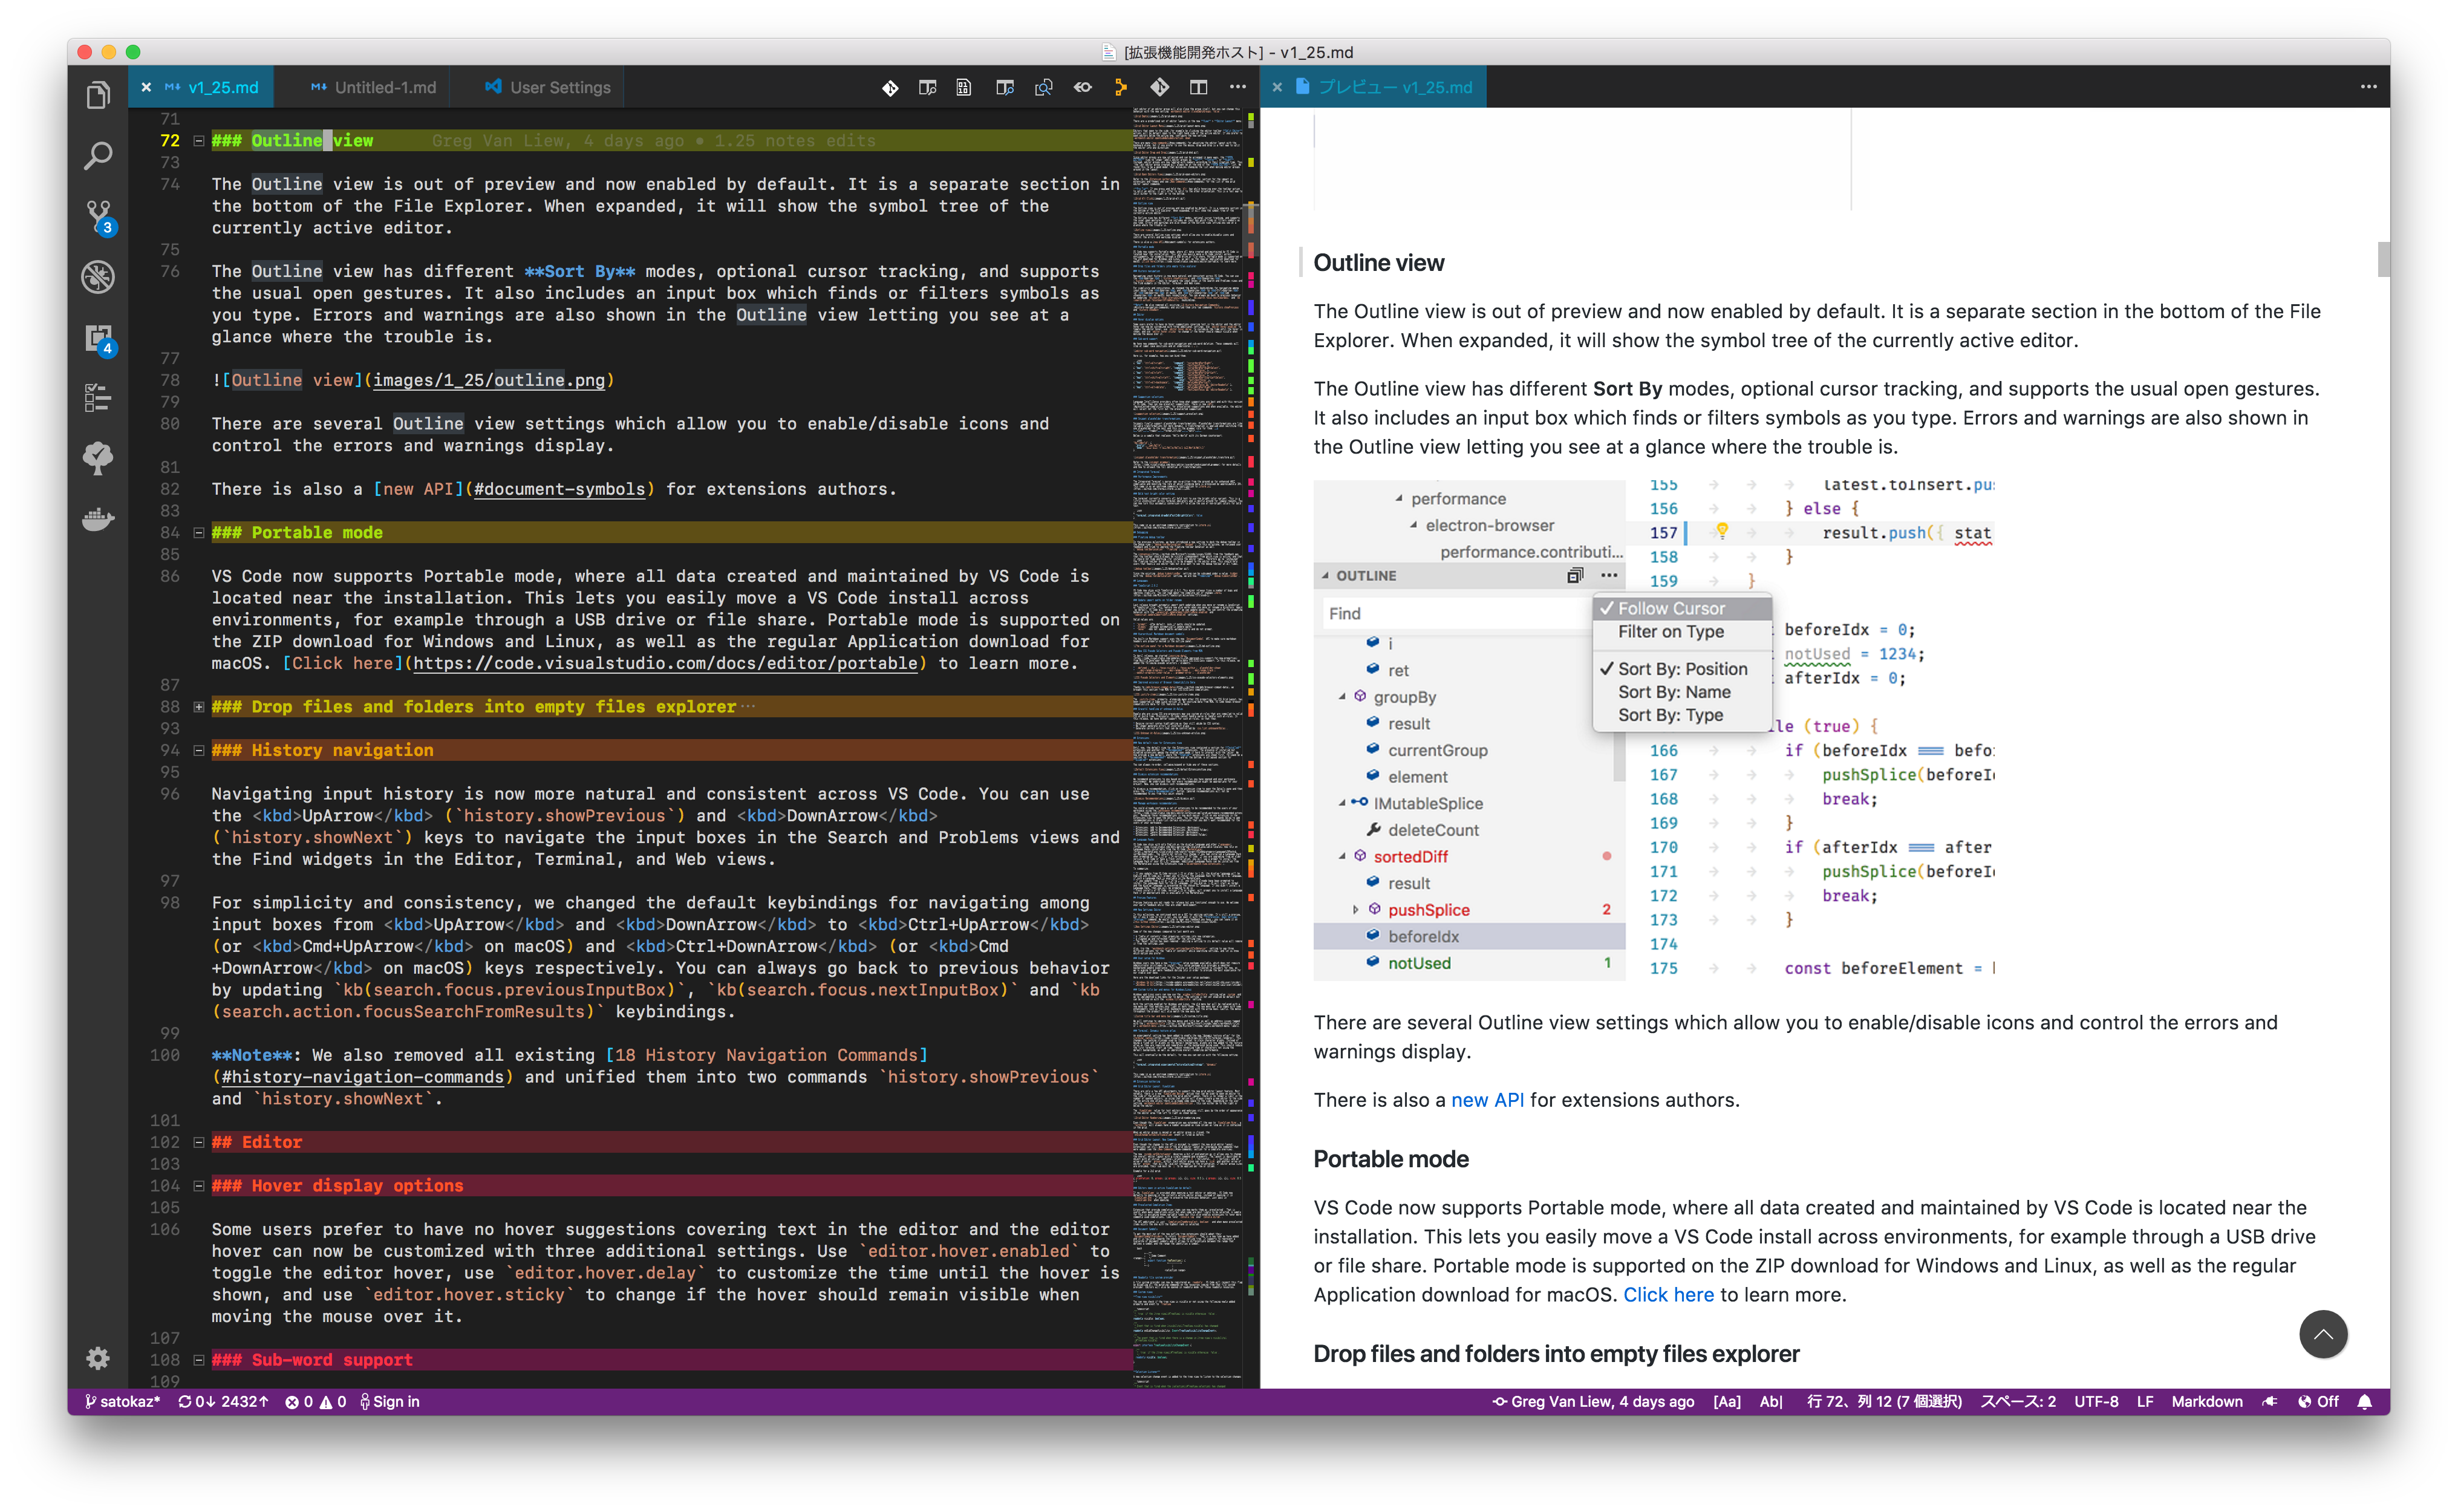 [拡張機能開発ホスト] - v1_25.md
v1_25.md
Untitled-1.md
User Settings
プレビュー v1_25.md
3
4
71
72 ### Outline view Greg Van Liew, 4 days ago • 1.25 notes edits
73
74 The Outline view is out of preview and now enabled by default. It is a separate section in
the bottom of the File Explorer. When expanded, it will show the symbol tree of the
currently active editor.
75
76 The Outline view has different **Sort By** modes, optional cursor tracking, and supports
the usual open gestures. It also includes an input box which finds or filters symbols as
you type. Errors and warnings are also shown in the Outline view letting you see at a
glance where the trouble is.
77
78 ![Outline view](images/1_25/outline.png)
79
80 There are several Outline view settings which allow you to enable/disable icons and
control the errors and warnings display.
81
82 There is also a [new API](#document-symbols) for extensions authors.
83
84 ### Portable mode
85
86 VS Code now supports Portable mode, where all data created and maintained by VS Code is
located near the installation. This lets you easily move a VS Code install across
environments, for example through a USB drive or file share. Portable mode is supported on
the ZIP download for Windows and Linux, as well as the regular Application download for
macOS. [Click here](https://code.visualstudio.com/docs/editor/portable) to learn more.
87
88 ### Drop files and folders into empty files explorer ...
93
94 ### History navigation
95
96 Navigating input history is now more natural and consistent across VS Code. You can use
the <kbd>UpArrow</kbd> (`history.showPrevious`) and <kbd>DownArrow</kbd>
(`history.showNext`) keys to navigate the input boxes in the Search and Problems views and
the Find widgets in the Editor, Terminal, and Web views.
97
98 For simplicity and consistency, we changed the default keybindings for navigating among
input boxes from <kbd>UpArrow</kbd> and <kbd>DownArrow</kbd> to <kbd>Ctrl+UpArrow</kbd>
(or <kbd>Cmd+UpArrow</kbd> on macOS) and <kbd>Ctrl+DownArrow</kbd> (or <kbd>Cmd
+DownArrow</kbd> on macOS) keys respectively. You can always go back to previous behavior
by updating `kb(search.focus.previousInputBox)`, `kb(search.focus.nextInputBox)` and `kb
(search.action.focusSearchFromResults)` keybindings.
99
100 **Note**: We also removed all existing [18 History Navigation Commands]
(#history-navigation-commands) and unified them into two commands `history.showPrevious`
and `history.showNext`.
101
102 ## Editor
103
104 ### Hover display options
105
106 Some users prefer to have no hover suggestions covering text in the editor and the editor
hover can now be customized with three additional settings. Use `editor.hover.enabled` to
toggle the editor hover, use `editor.hover.delay` to customize the time until the hover is
shown, and use `editor.hover.sticky` to change if the hover should remain visible when
moving the mouse over it.
107
108 ### Sub-word support
109
Outline view
The Outline view is out of preview and now enabled by default. It is a separate section in the bottom of the File
Explorer. When expanded, it will show the symbol tree of the currently active editor.
The Outline view has different Sort By modes, optional cursor tracking, and supports the usual open gestures.
It also includes an input box which finds or filters symbols as you type. Errors and warnings are also shown in
the Outline view letting you see at a glance where the trouble is.
performance
electron-browser
performance.contributi...
OUTLINE
Find
i
ret
groupBy
result
currentGroup
element
IMutableSplice
deleteCount
sortedDiff
result
pushSplice 2
beforeIdx
notUsed 1
Follow Cursor
Filter on Type
Sort By: Position
Sort By: Name
Sort By: Type
155 latest.toInsert.pu
156 } else {
157 result.push({ stat
158 }
159 }
beforeIdx = 0;
notUsed = 1234;
afterIdx = 0;
le (true) {
166 if (beforeIdx === befo
167 pushSplice(beforeI
168 break;
169 }
170 if (afterIdx === after
171 pushSplice(beforeI
172 break;
173 }
174
175 const beforeElement =
There are several Outline view settings which allow you to enable/disable icons and control the errors and
warnings display.
There is also a new API for extensions authors.
Portable mode
VS Code now supports Portable mode, where all data created and maintained by VS Code is located near the
installation. This lets you easily move a VS Code install across environments, for example through a USB drive
or file share. Portable mode is supported on the ZIP download for Windows and Linux, as well as the regular
Application download for macOS. Click here to learn more.
Drop files and folders into empty files explorer
satokaz* 0↓ 2432↑ 0 0 Sign in
Greg Van Liew, 4 days ago [Aa] Ab| 行 72、列 12 (7 個選択) スペース: 2 UTF-8 LF Markdown Off